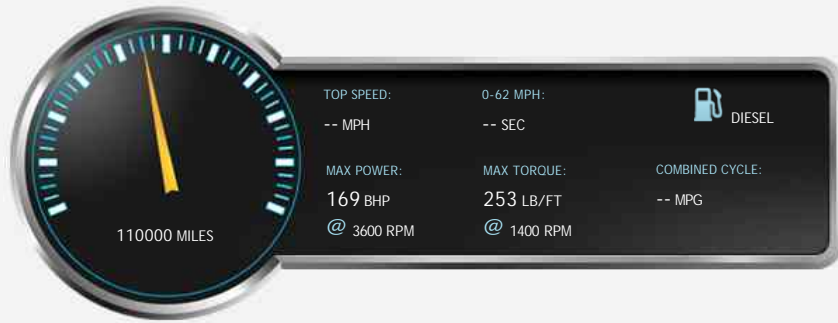 TOP SPEED:
-- MPH
0-62 MPH:
-- SEC
DIESEL
MAX POWER:
169 BHP
@ 3600 RPM
MAX TORQUE:
253 LB/FT
@ 1400 RPM
COMBINED CYCLE:
-- MPG
110000 MILES